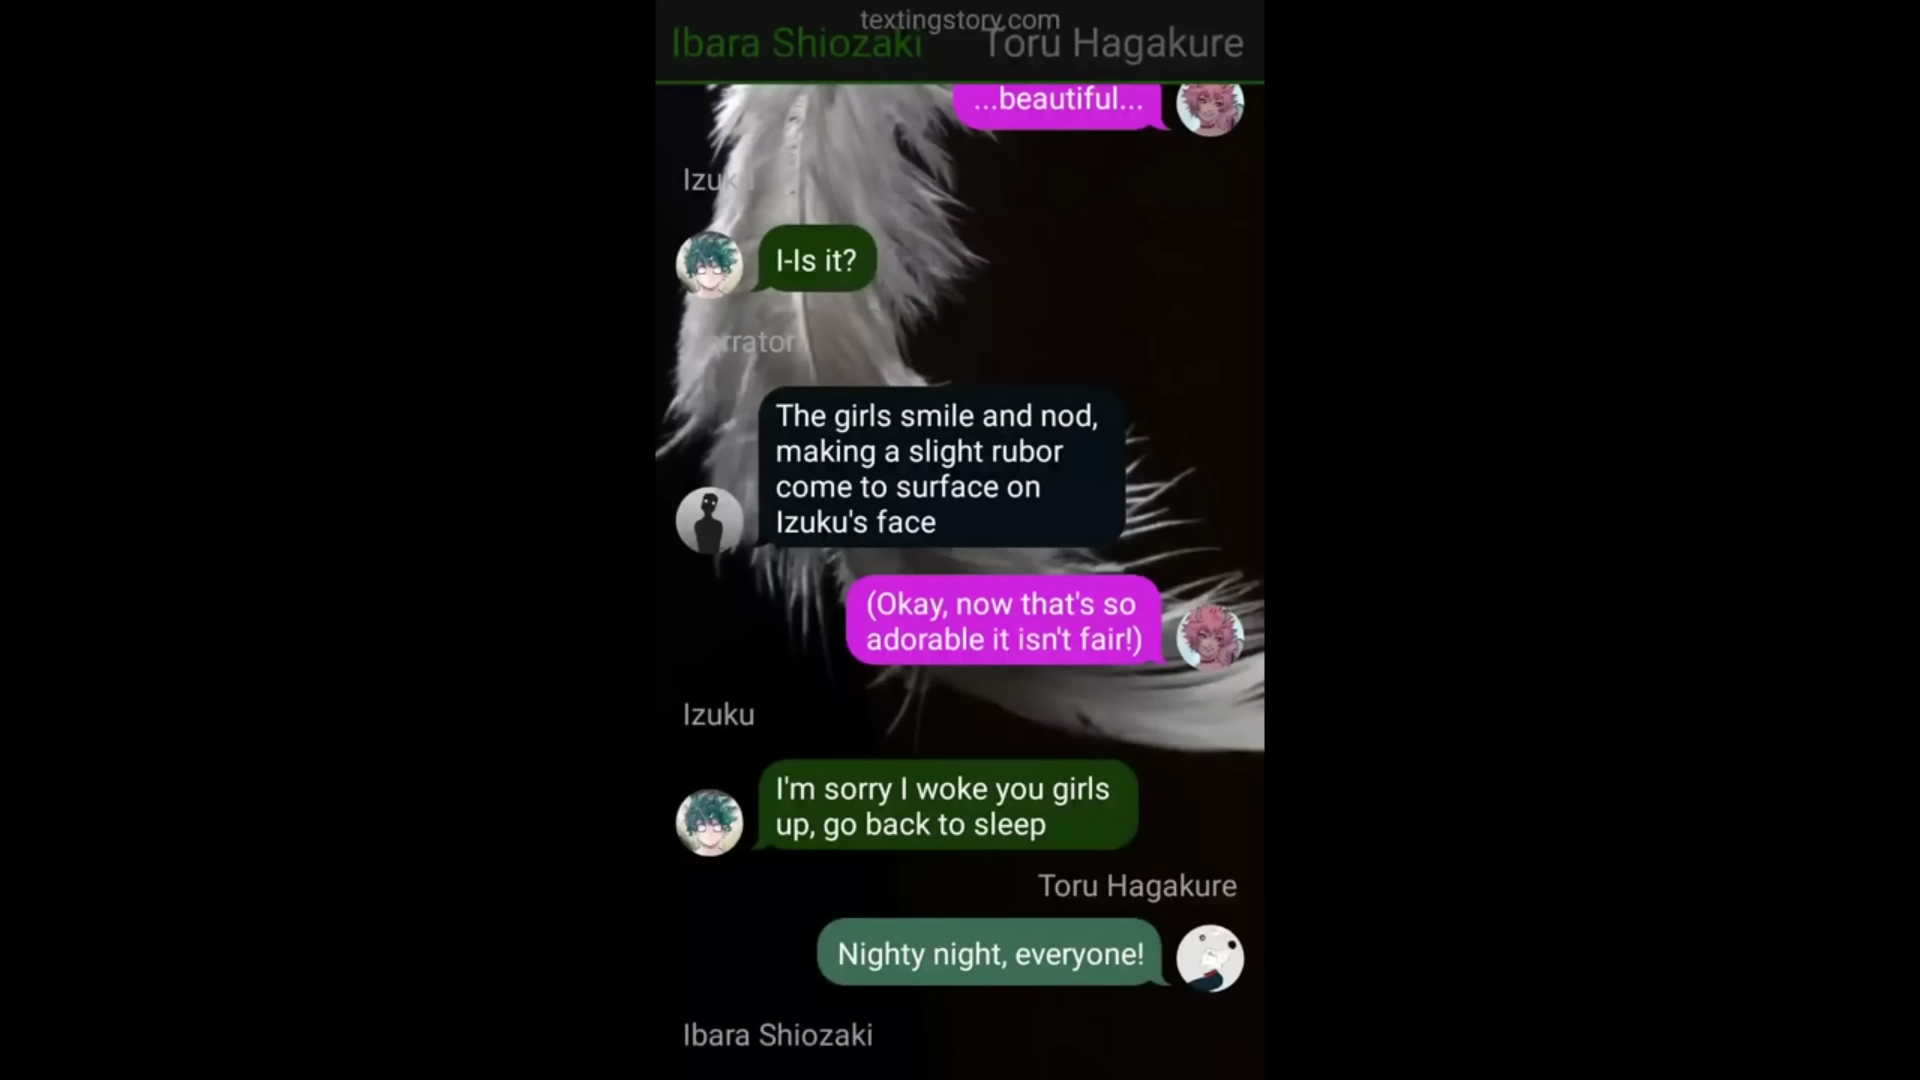 textingstory.com
Ibara Shiozaki
Toru Hagakure
...beautiful...
Izuku
I-Is it?
Narrator
The girls smile and nod,
making a slight rubor
come to surface on
Izuku's face
(Okay, now that's so
adorable it isn't fair!)
Izuku
I'm sorry I woke you girls
up, go back to sleep
Toru Hagakure
Nighty night, everyone!
Ibara Shiozaki